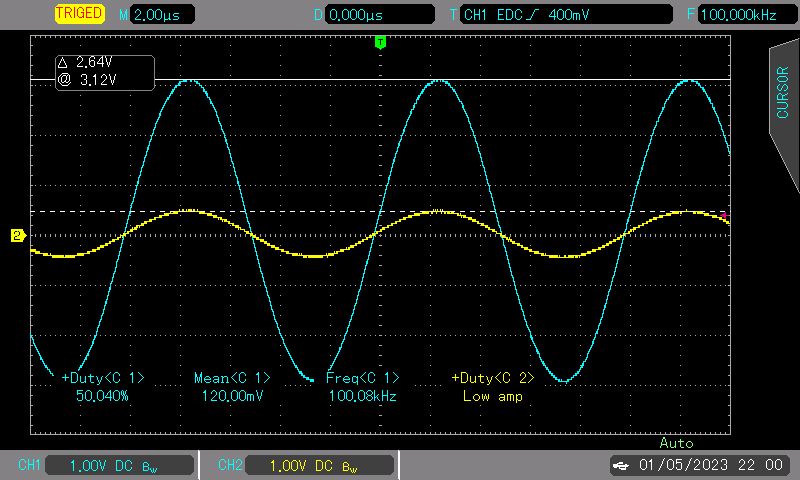 TRIGED M 2.00µs D 0.000µs T CH1 EDC 400mV F 100.000kHz
T
Δ 2.64V
@ 3.12V
CURSOR
2
+Duty<C 1> Mean<C 1> Freq<C 1> +Duty<C 2>
50.040% 120.00mV 100.08kHz Low amp
Auto
CH1 1.00V DC Bw CH2 1.00V DC Bw 01/05/2023 22 00